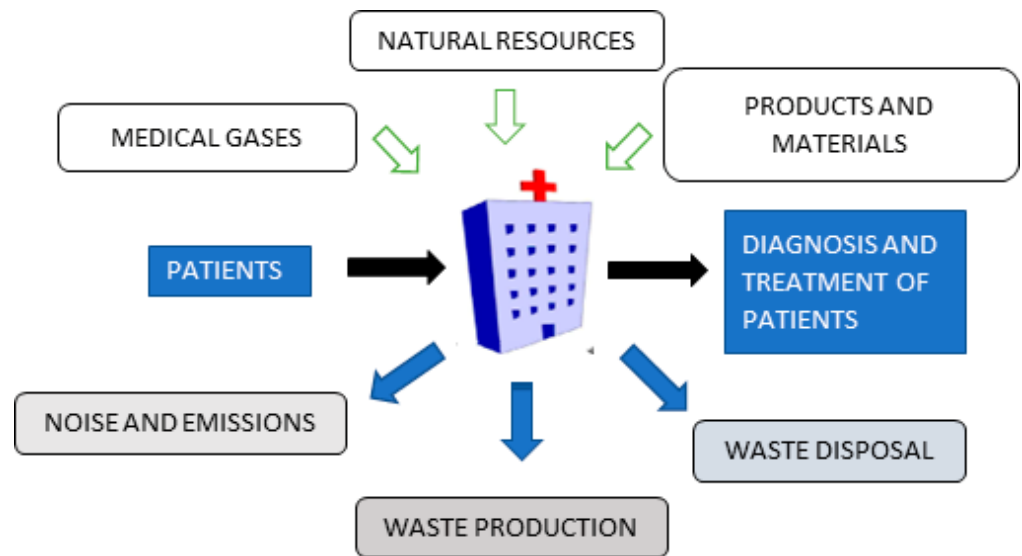 NATURAL RESOURCES
MEDICAL GASES
PRODUCTS AND
MATERIALS
PATIENTS
DIAGNOSIS AND
TREATMENT OF
PATIENTS
NOISE AND EMISSIONS
WASTE DISPOSAL
WASTE PRODUCTION